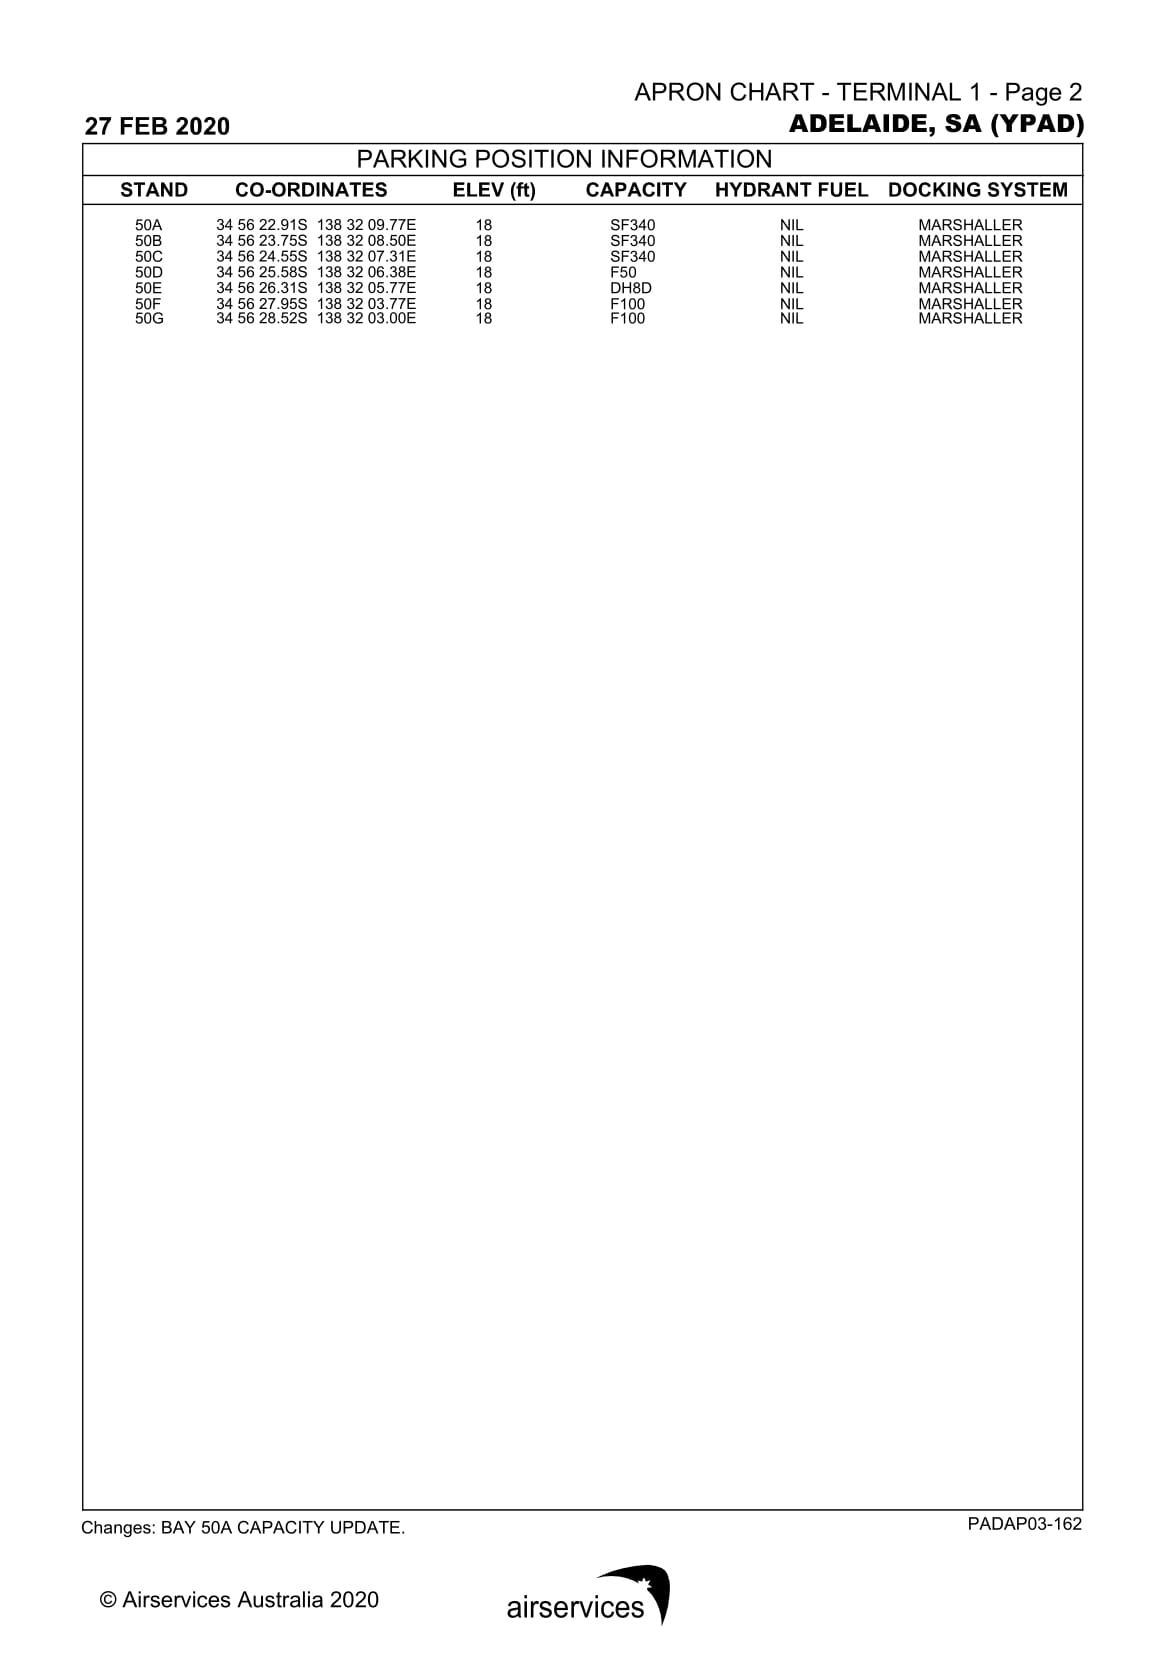 APRON CHART - TERMINAL 1 - Page 2
27 FEB 2020 ADELAIDE, SA (YPAD)
PARKING POSITION INFORMATION
STAND CO-ORDINATES ELEV (ft) CAPACITY HYDRANT FUEL DOCKING SYSTEM
50A 34 56 22.91S 138 32 09.77E 18 SF340 NIL MARSHALLER
50B 34 56 23.75S 138 32 08.50E 18 SF340 NIL MARSHALLER
50C 34 56 24.55S 138 32 07.31E 18 SF340 NIL MARSHALLER
50D 34 56 25.58S 138 32 06.38E 18 F50 NIL MARSHALLER
50E 34 56 26.31S 138 32 05.77E 18 DH8D NIL MARSHALLER
50F 34 56 27.95S 138 32 03.77E 18 F100 NIL MARSHALLER
50G 34 56 28.52S 138 32 03.00E 18 F100 NIL MARSHALLER
Changes: BAY 50A CAPACITY UPDATE. PADAP03-162
© Airservices Australia 2020 airservices